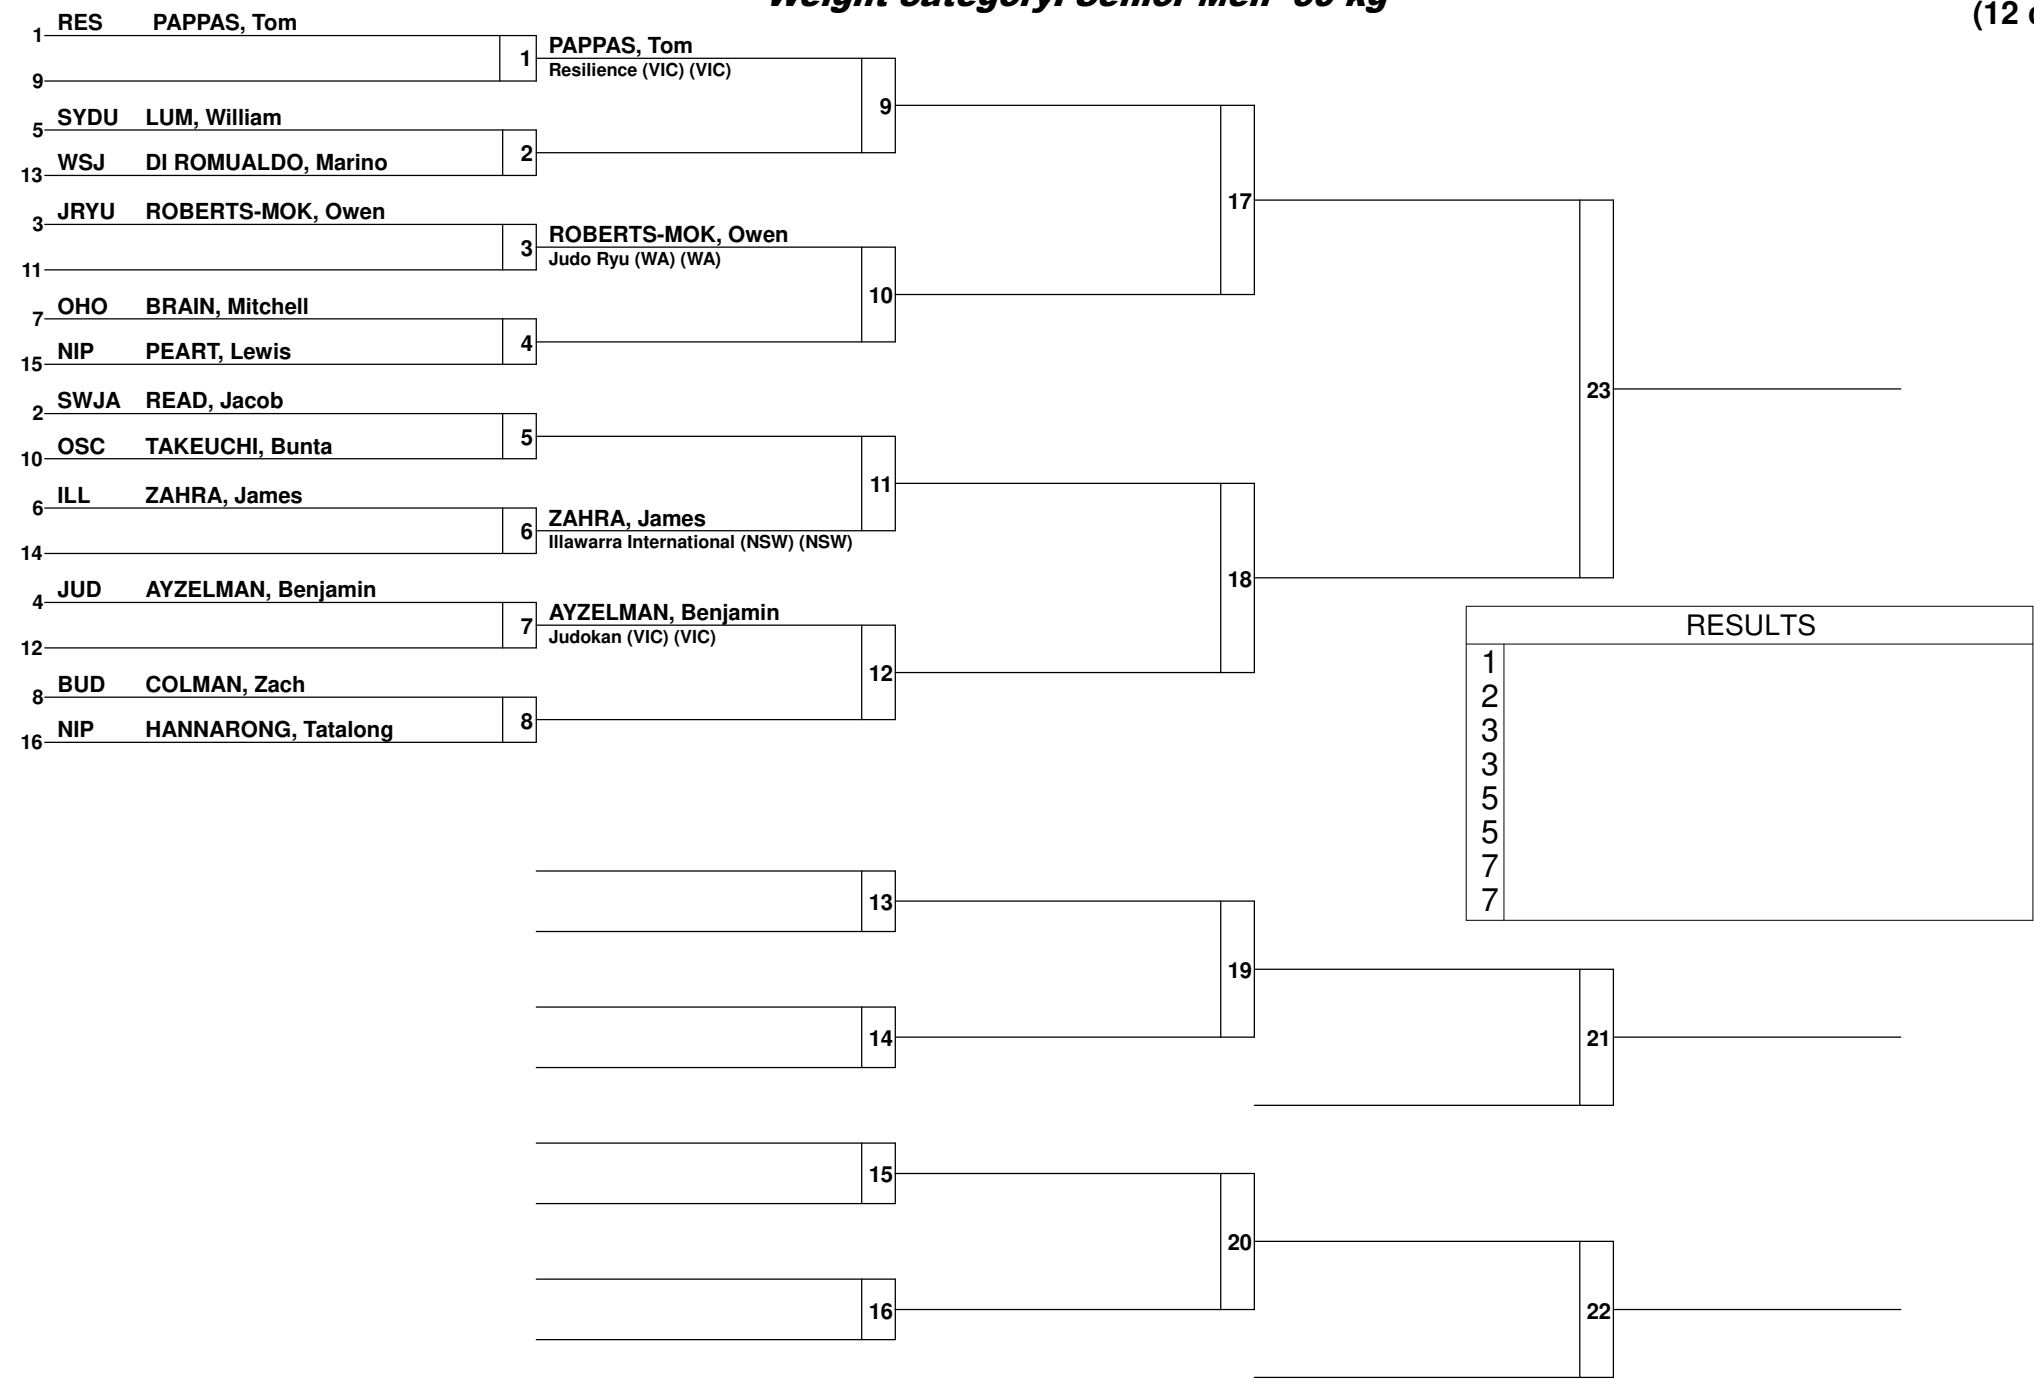 Weight category: Senior Men
(12
1 RES PAPPAS, Tom
9
1
PAPPAS, Tom
Resilience (VIC) (VIC)
9
5 SYDU LUM, William
13 WSJ DI ROMUALDO, Marino
2
17
3 JRYU ROBERTS-MOK, Owen
11
3
ROBERTS-MOK, Owen
Judo Ryu (WA) (WA)
10
7 OHO BRAIN, Mitchell
15 NIP PEART, Lewis
4
23
2 SWJA READ, Jacob
10 OSC TAKEUCHI, Bunta
5
11
6 ILL ZAHRA, James
14
6
ZAHRA, James
Illawarra International (NSW) (NSW)
18
4 JUD AYZELMAN, Benjamin
12
7
AYZELMAN, Benjamin
Judokan (VIC) (VIC)
12
8 BUD COLMAN, Zach
16 NIP HANNARONG, Tatalong
8
RESULTS
1
2
3
3
5
5
7
7
13
19
14
21
15
20
16
22